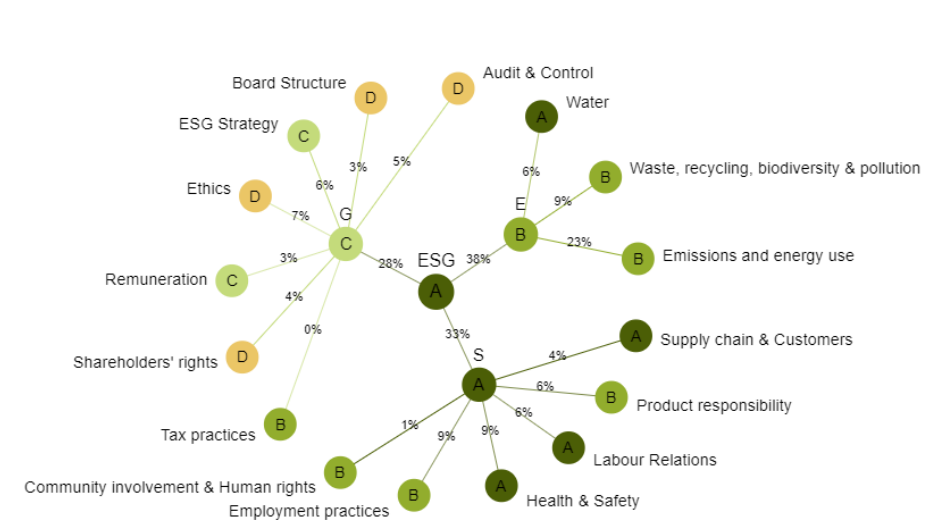 Audit & Control
D
Board Structure
D
Water
A
ESG Strategy
C
5%
3%
Waste, recycling, biodiversity & pollution
B
6%
6%
Ethics
D
9%
7%
G
E
C
B
23%
Emissions and energy use
B
3%
28%
ESG
38%
Remuneration
C
A
4%
0%
33%
Supply chain & Customers
A
Shareholders' rights
D
S
4%
A
6%
B
Product responsibility
6%
Tax practices
B
1%
9%
9%
A
Labour Relations
Community involvement & Human rights
B
A
Health & Safety
Employment practices
B